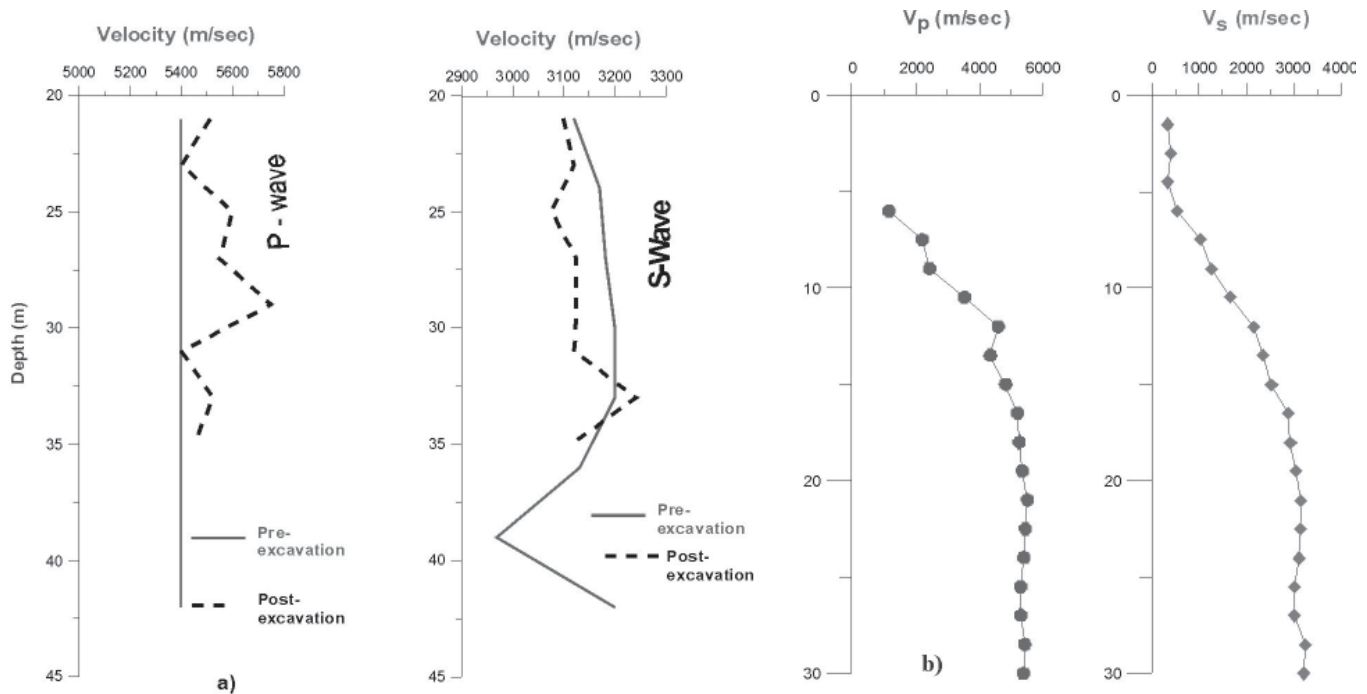 Velocity (m/sec)
5000 5200 5400 5600 5800
20
25
30
35
40
45
Depth (m)
P - wave
Pre-
excavation
Post-
excavation
a)
Velocity (m/sec)
2900 3000 3100 3200 3300
20
25
30
35
40
45
S-Wave
Pre-
excavation
Post-
excavation
Vp (m/sec)
0 2000 4000 6000
0
10
20
30
b)
Vs (m/sec)
0 1000 2000 3000 4000
0
10
20
30